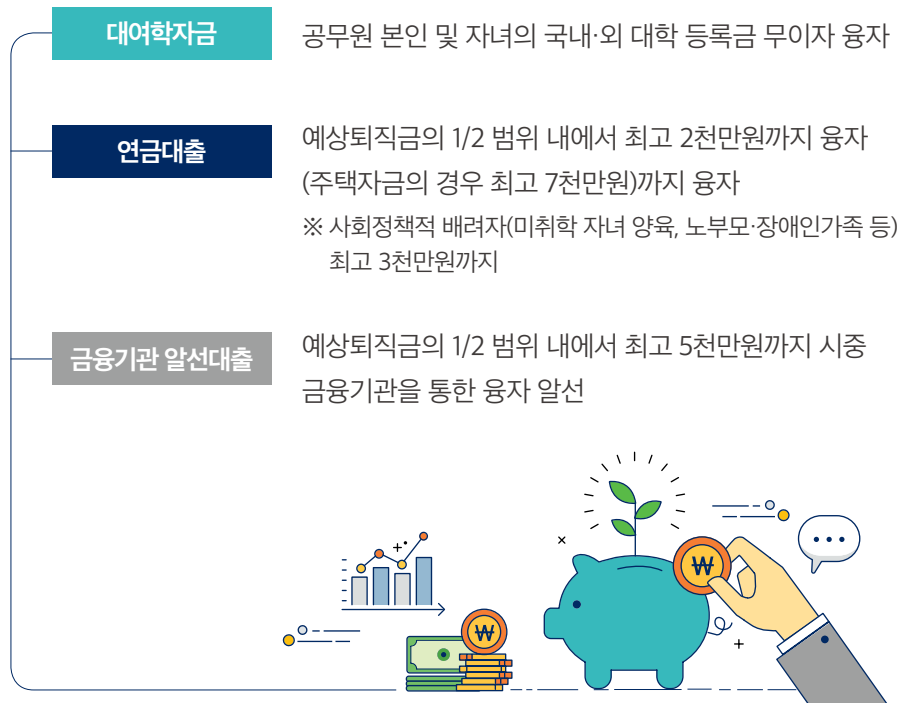 대여학자금
공무원 본인 및 자녀의 국내·외 대학 등록금 무이자 융자
연금대출
예상퇴직금의 1/2 범위 내에서 최고 2천만원까지 융자
(주택자금의 경우 최고 7천만원)까지 융자
※ 사회정책적 배려자(미취학 자녀 양육, 노부모·장애인가족 등)
최고 3천만원까지
금융기관 알선대출
예상퇴직금의 1/2 범위 내에서 최고 5천만원까지 시중
금융기관을 통한 융자 알선
₩
₩